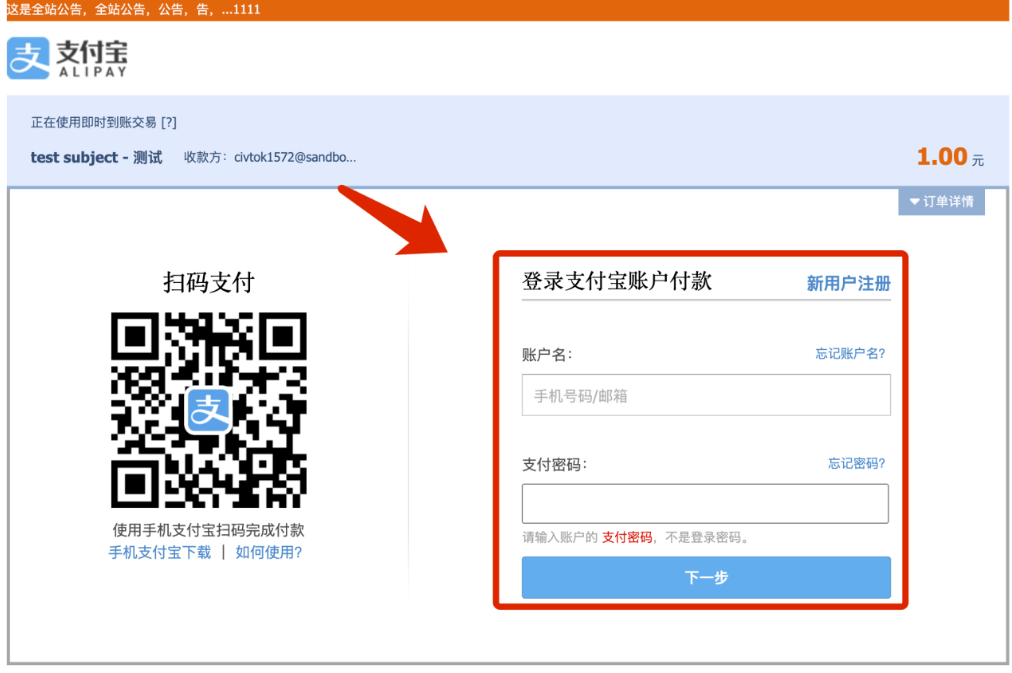 这是全站公告，全站公告，公告，告，...1111
支付宝
ALIPAY
正在使用即时到账交易 [?]
test subject - 测试 收款方：civtok1572@sandbo...
1.00 元
订单详情
扫码支付
支
使用手机支付宝扫码完成付款
手机支付宝下载 | 如何使用?
登录支付宝账户付款 新用户注册
账户名： 忘记账户名?
手机号码/邮箱
支付密码： 忘记密码?
请输入账户的 支付密码，不是登录密码。
下一步